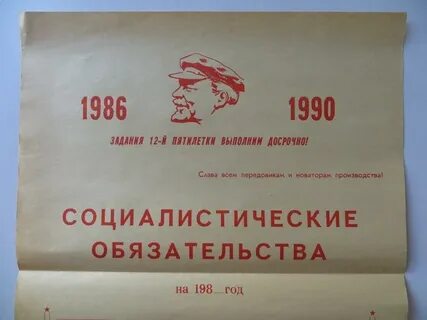 1986 1990
ЗАДАНИЯ 12-Й ПЯТИЛЕТКИ ВЫПОЛНИМ ДОСРОЧНО!
Слава всем передовикам и новаторам производства!
СОЦИАЛИСТИЧЕСКИЕ
ОБЯЗАТЕЛЬСТВА
на 198__год